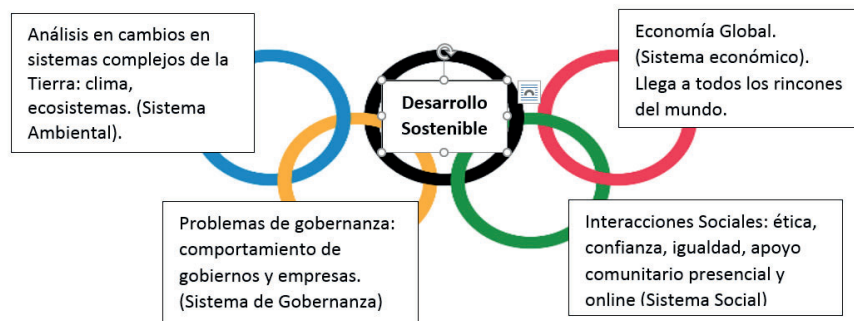 Análisis en cambios en
sistemas complejos de la
Tierra: clima,
ecosistemas. (Sistema
Ambiental).
Desarrollo
Sostenible
Economía Global.
(Sistema económico).
Llega a todos los rincones
del mundo.
Problemas de gobernanza:
comportamiento de
gobiernos y empresas.
(Sistema de Gobernanza)
Interacciones Sociales: ética,
confianza, igualdad, apoyo
comunitario presencial y
online (Sistema Social)